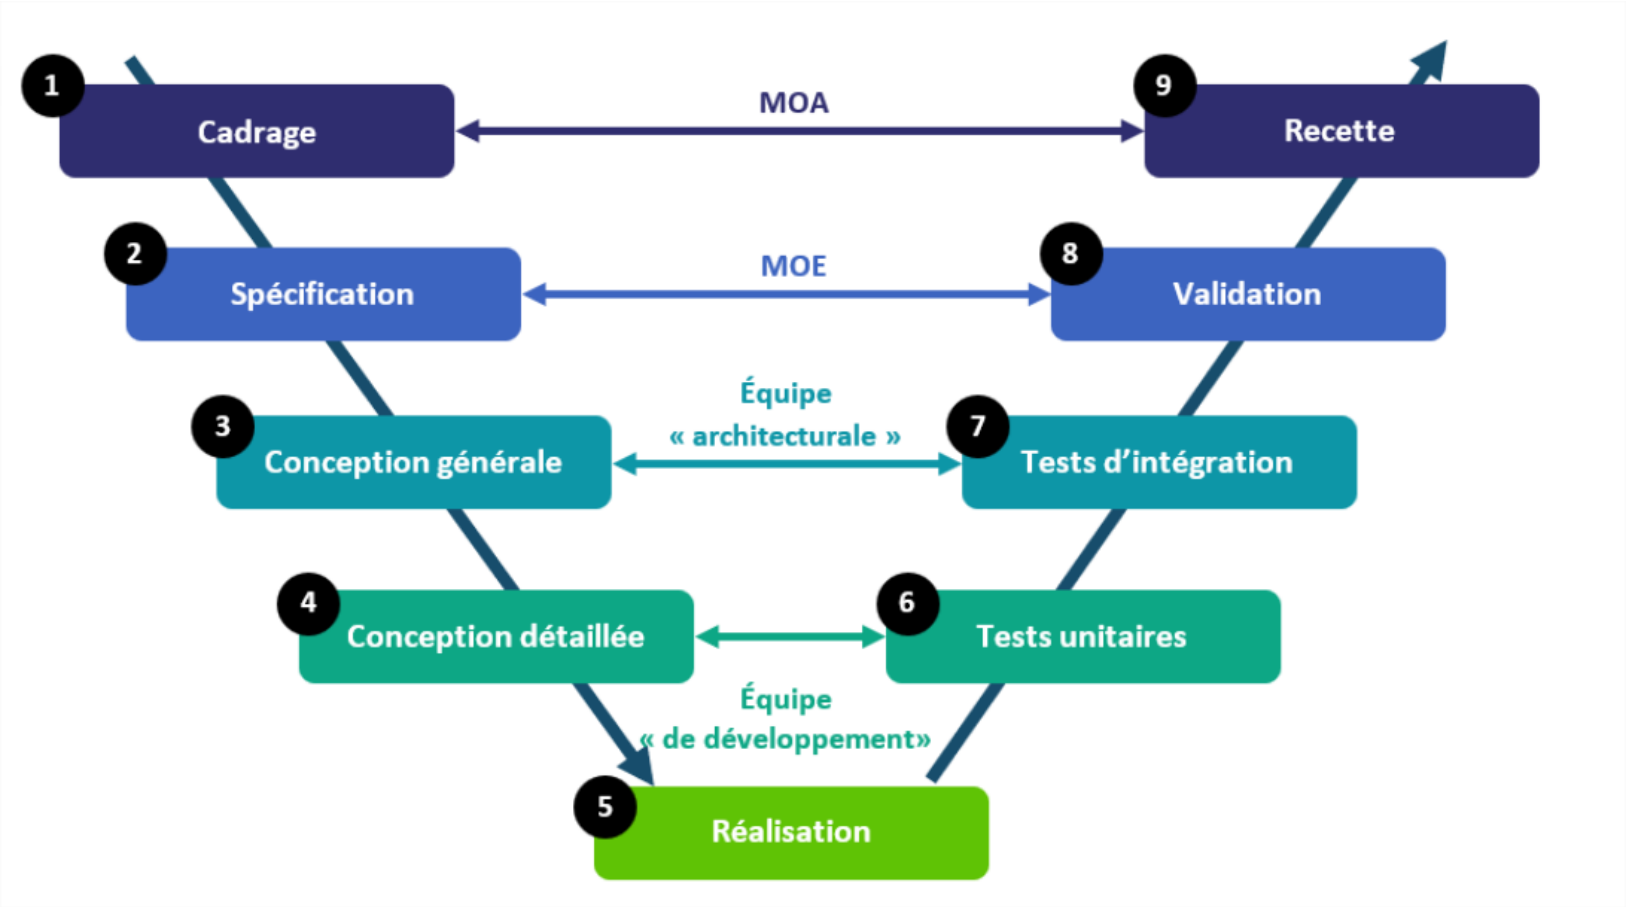 1
Cadrage
MOA
9
Recette
2
Spécification
MOE
8
Validation
3
Conception générale
Équipe
« architecturale »
7
Tests d’intégration
4
Conception détaillée
6
Tests unitaires
Équipe
« de développement»
5
Réalisation